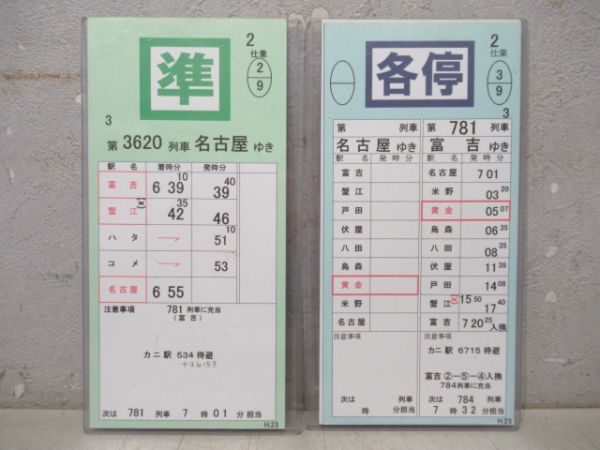 2
仕業
準
2
9
3
第 3620 列車 名古屋 ゆき
駅名 着時分 発時分
富吉 6 39 10 39 40
蟹江 42 35 46
ハタ 51 10
コメ 53
名古屋 6 55
注意事項 781 列車に充当
(富吉)
カニ駅 534 待避
次は 781 列車 7 時 01 分担当
H.23
2
仕業
各停
3
9
3
第 列車
名古屋 ゆき
駅名 発時分
富吉
蟹江
戸田
伏屋
八田
烏森
黄金
米野
名古屋
注意事項
次は 列車
時 分担当
第 781 列車
富吉 ゆき
駅名 発時分
名古屋 7 01
米野 03 20
黄金 05 07
烏森 06 35
八田 08 35
伏屋 11 39
戸田 14 08
蟹江 15 50 17 40
富吉 7 20 25 入換
カニ駅 6715 待避
富吉 ②-⑤-④入換
784列車に充当
次は 784 列車
7 時 32 分担当
H.23